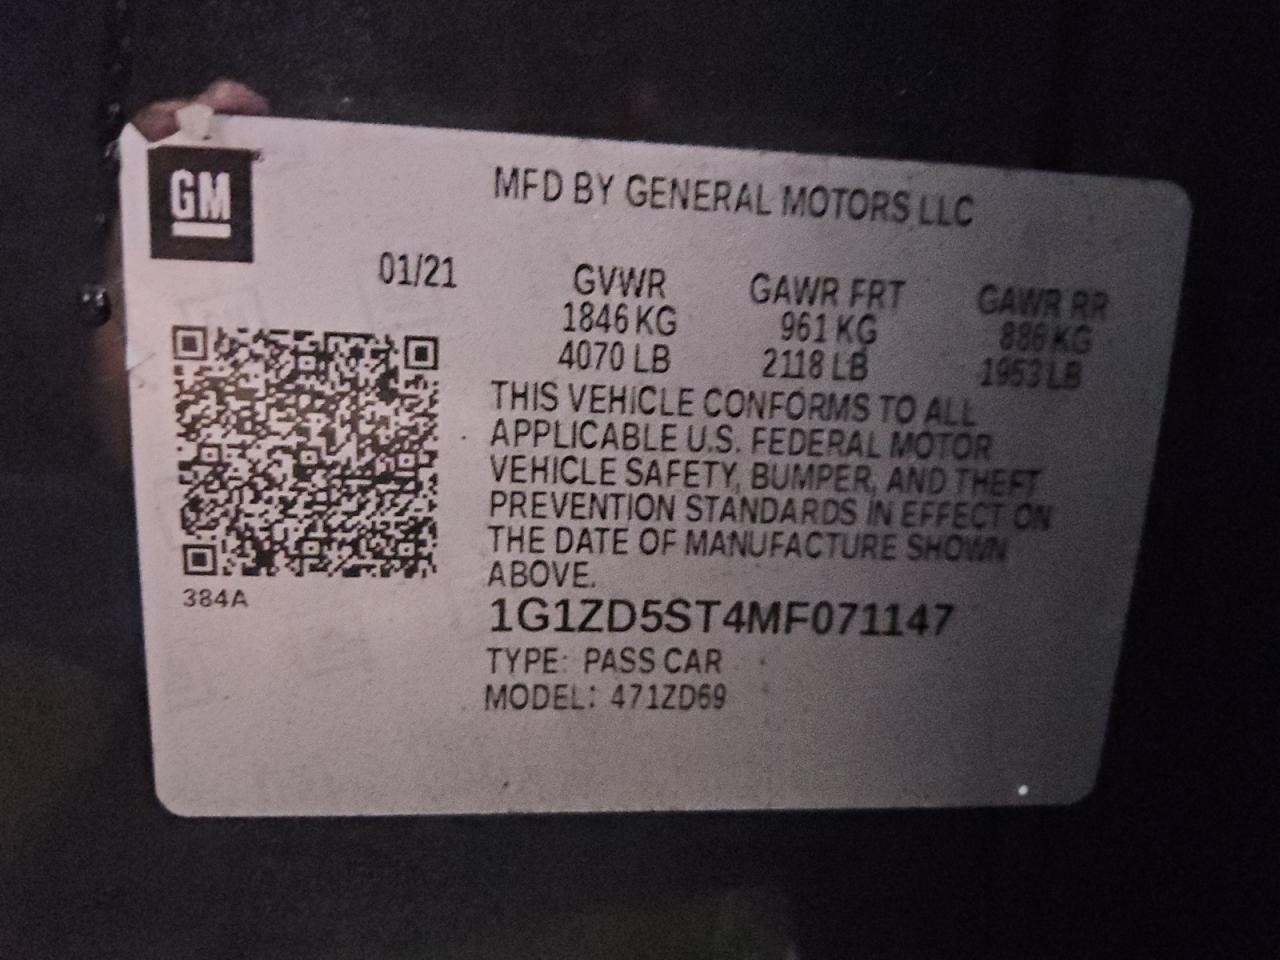 GM
MFD BY GENERAL MOTORS LLC
01/21
GVWR GAWR FRT GAWR RR
1846 KG 961 KG 886 KG
4070 LB 2118 LB 1953 LB
THIS VEHICLE CONFORMS TO ALL
APPLICABLE U.S. FEDERAL MOTOR
VEHICLE SAFETY, BUMPER, AND THEFT
PREVENTION STANDARDS IN EFFECT ON
THE DATE OF MANUFACTURE SHOWN
ABOVE.
384A
1G1ZD5ST4MF071147
TYPE: PASS CAR
MODEL: 471ZD69